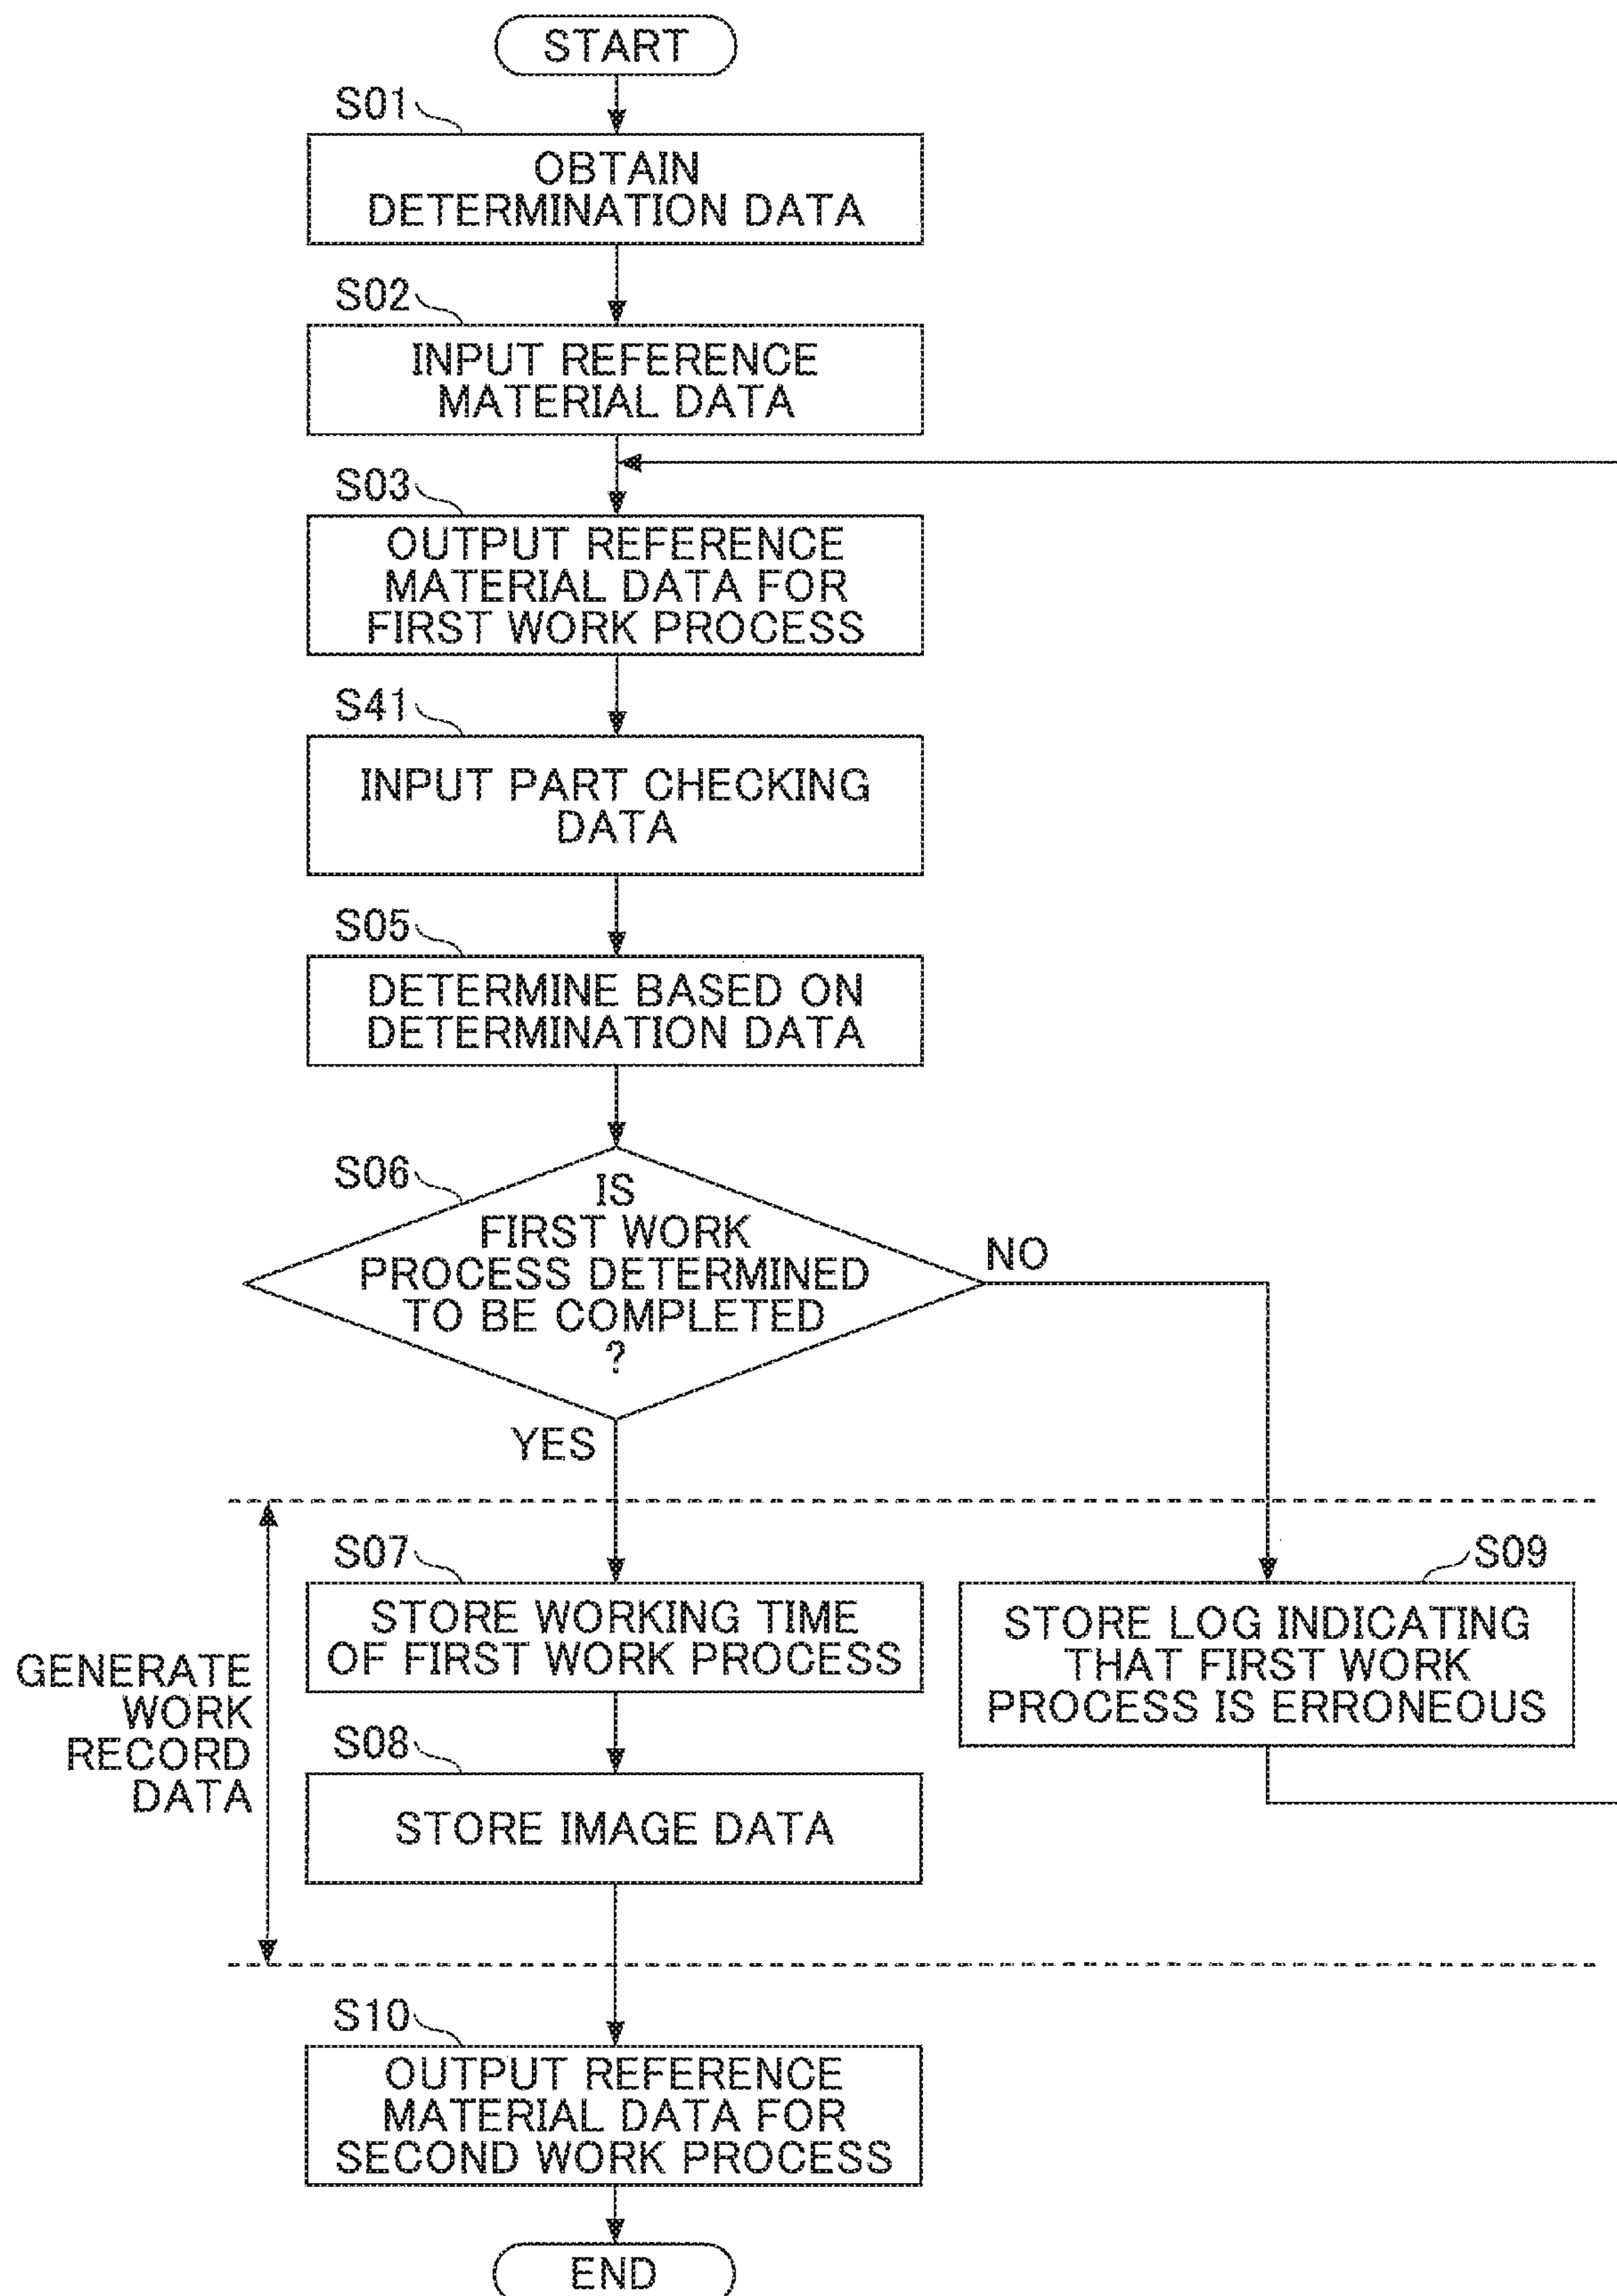 START
S01
OBTAIN
DETERMINATION DATA
S02
INPUT REFERENCE
MATERIAL DATA
S03
OUTPUT REFERENCE
MATERIAL DATA FOR
FIRST WORK PROCESS
S41
INPUT PART CHECKING
DATA
S05
DETERMINE BASED ON
DETERMINATION DATA
S06
IS
FIRST WORK
PROCESS DETERMINED
TO BE COMPLETED
?
NO
YES
GENERATE
WORK
RECORD
DATA
S07
STORE WORKING TIME
OF FIRST WORK PROCESS
S08
STORE IMAGE DATA
S09
STORE LOG INDICATING
THAT FIRST WORK
PROCESS IS ERRONEOUS
S10
OUTPUT REFERENCE
MATERIAL DATA FOR
SECOND WORK PROCESS
END